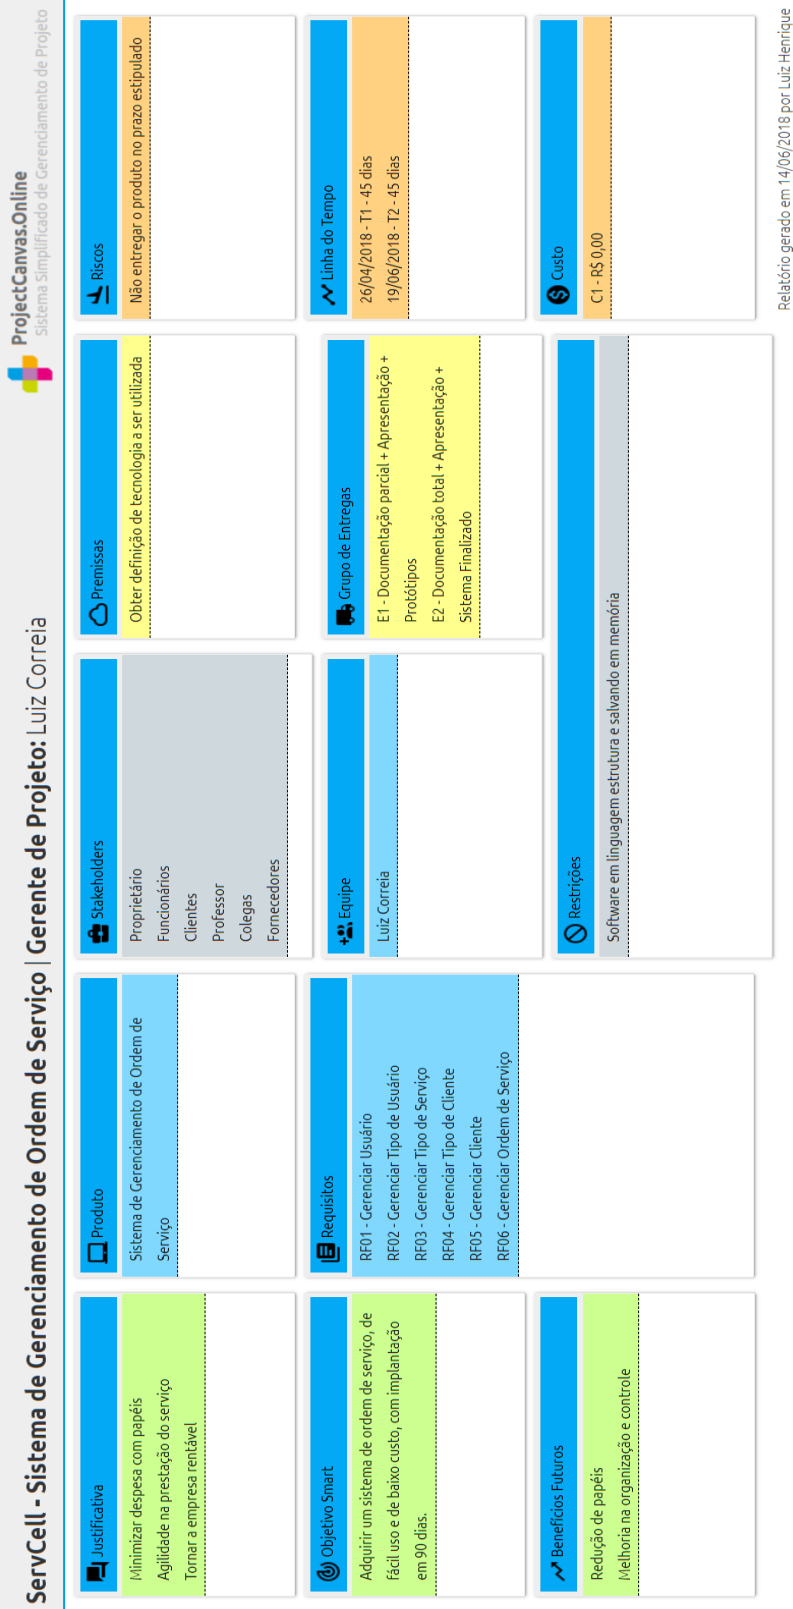 ServCell - Sistema de Gerenciamento de Ordem de Serviço | Gerente de Projeto: Luiz Correia
ProjectCanvas.Online
Sistema Simplificado de Gerenciamento de Projeto
Justificativa
Minimizar despesa com papéis
Agilidade na prestação do serviço
Tornar a empresa rentável
Objetivo Smart
Adquirir um sistema de ordem de serviço, de
fácil uso e de baixo custo, com implantação
em 90 dias.
Benefícios Futuros
Redução de papéis
Melhoria na organização e controle
Produto
Sistema de Gerenciamento de Ordem de
Serviço
Requisitos
RF01 - Gerenciar Usuário
RF02 - Gerenciar Tipo de Usuário
RF03 - Gerenciar Tipo de Serviço
RF04 - Gerenciar Tipo de Cliente
RF05 - Gerenciar Cliente
RF06 - Gerenciar Ordem de Serviço
Stakeholders
Proprietário
Funcionários
Clientes
Professor
Colegas
Fornecedores
Equipe
Luiz Correia
Premissas
Obter definição de tecnologia a ser utilizada
Grupo de Entregas
E1 - Documentação parcial + Apresentação +
Protótipos
E2 - Documentação total + Apresentação +
Sistema Finalizado
Restrições
Software em linguagem estrutura e salvando em memória
Riscos
Não entregar o produto no prazo estipulado
Linha do Tempo
26/04/2018 - T1 - 45 dias
19/06/2018 - T2 - 45 dias
Custo
C1 - R$ 0,00
Relatório gerado em 14/06/2018 por Luiz Henrique